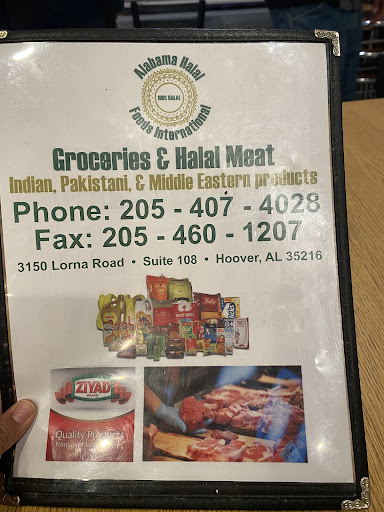 Alabama Halal
100% HALAL
Foods International
Groceries & Halal Meat
Indian, Pakistani, & Middle Eastern products
Phone: 205 - 407 - 4028
Fax: 205 - 460 - 1207
3150 Lorna Road • Suite 108 • Hoover, AL 35216
ZIYAD
BRAND
Quality Products